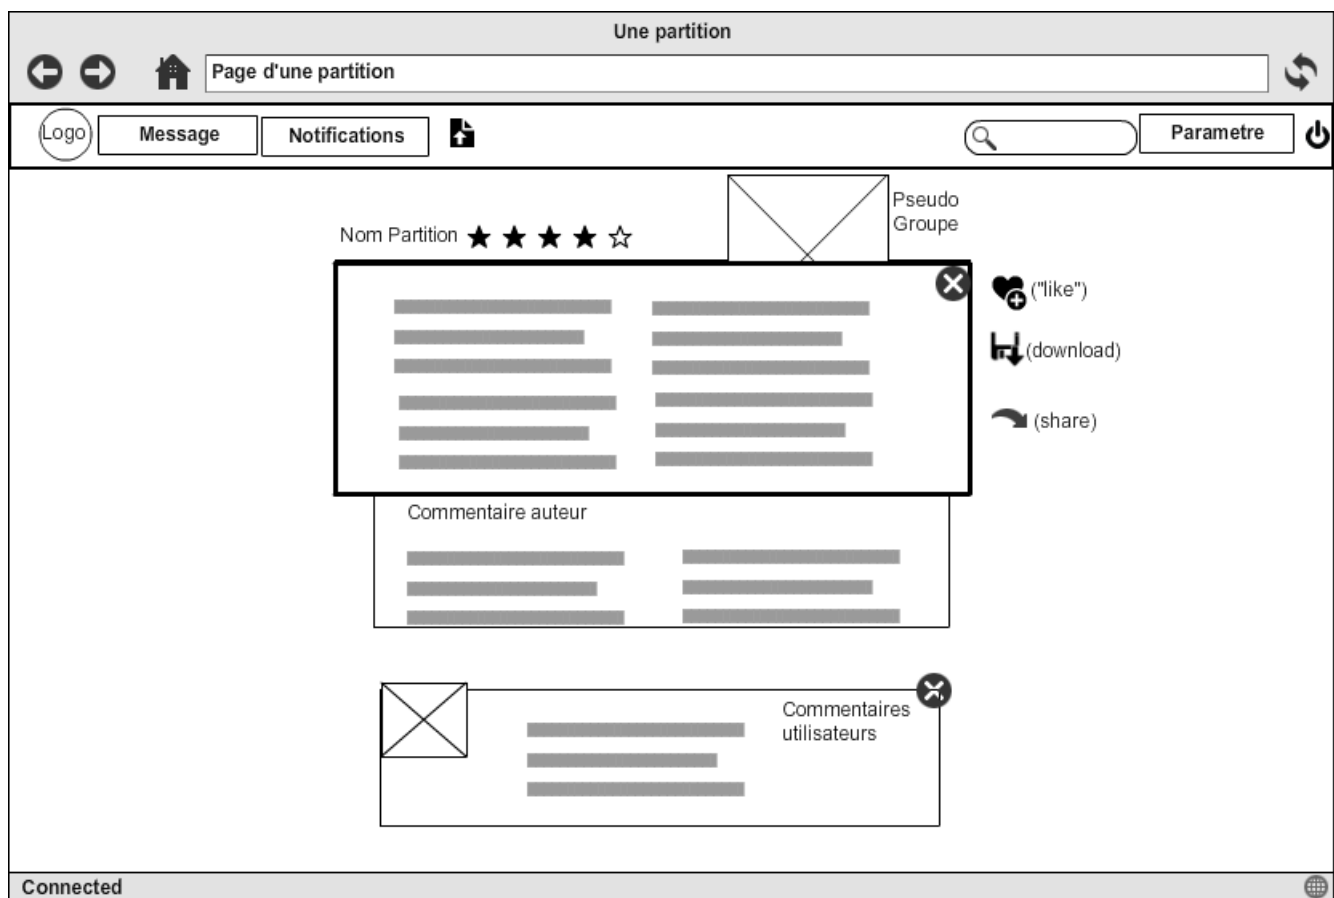 Une partition
Page d'une partition
Logo
Message
Notifications
Parametre
Pseudo
Groupe
Nom Partition
("like")
(download)
(share)
Commentaire auteur
Commentaires
utilisateurs
Connected